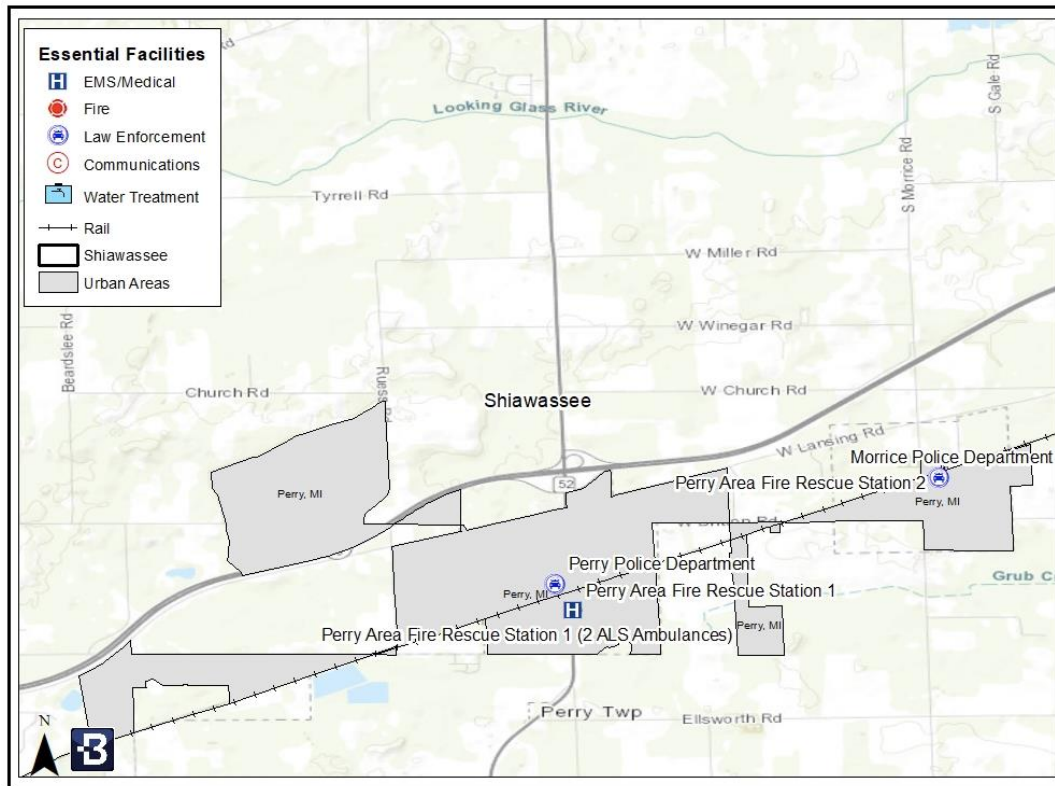 Essential Facilities
EMS/Medical
Fire
Law Enforcement
Communications
Water Treatment
Rail
Shiawassee
Urban Areas
Rd
Looking Glass River
S Gale Rd
S Morrice Rd
Tyrrell Rd
W Miller Rd
W Winegar Rd
Beardslee Rd
Church Rd
W Church Rd
Shiawassee
W Lansing Rd
Morrice Police Department
52
Perry Area Fire Rescue Station 2
Perry, MI
Perry, MI
Perry Police Department
Grub C
Perry, MI
Perry Area Fire Rescue Station 1
H
Perry, MI
Perry Area Fire Rescue Station 1 (2 ALS Ambulances)
Perry Twp
Ellsworth Rd
N
B